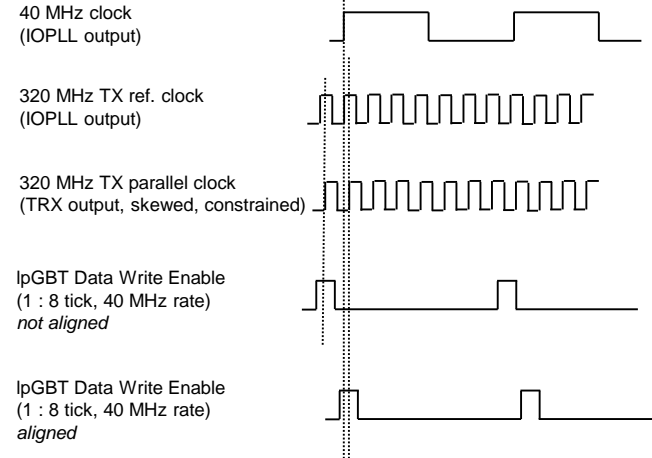 40 MHz clock
(IOPLL output)
320 MHz TX ref. clock
(IOPLL output)
320 MHz TX parallel clock
(TRX output, skewed, constrained)
lpGBT Data Write Enable
(1 : 8 tick, 40 MHz rate)
not aligned
lpGBT Data Write Enable
(1 : 8 tick, 40 MHz rate)
aligned